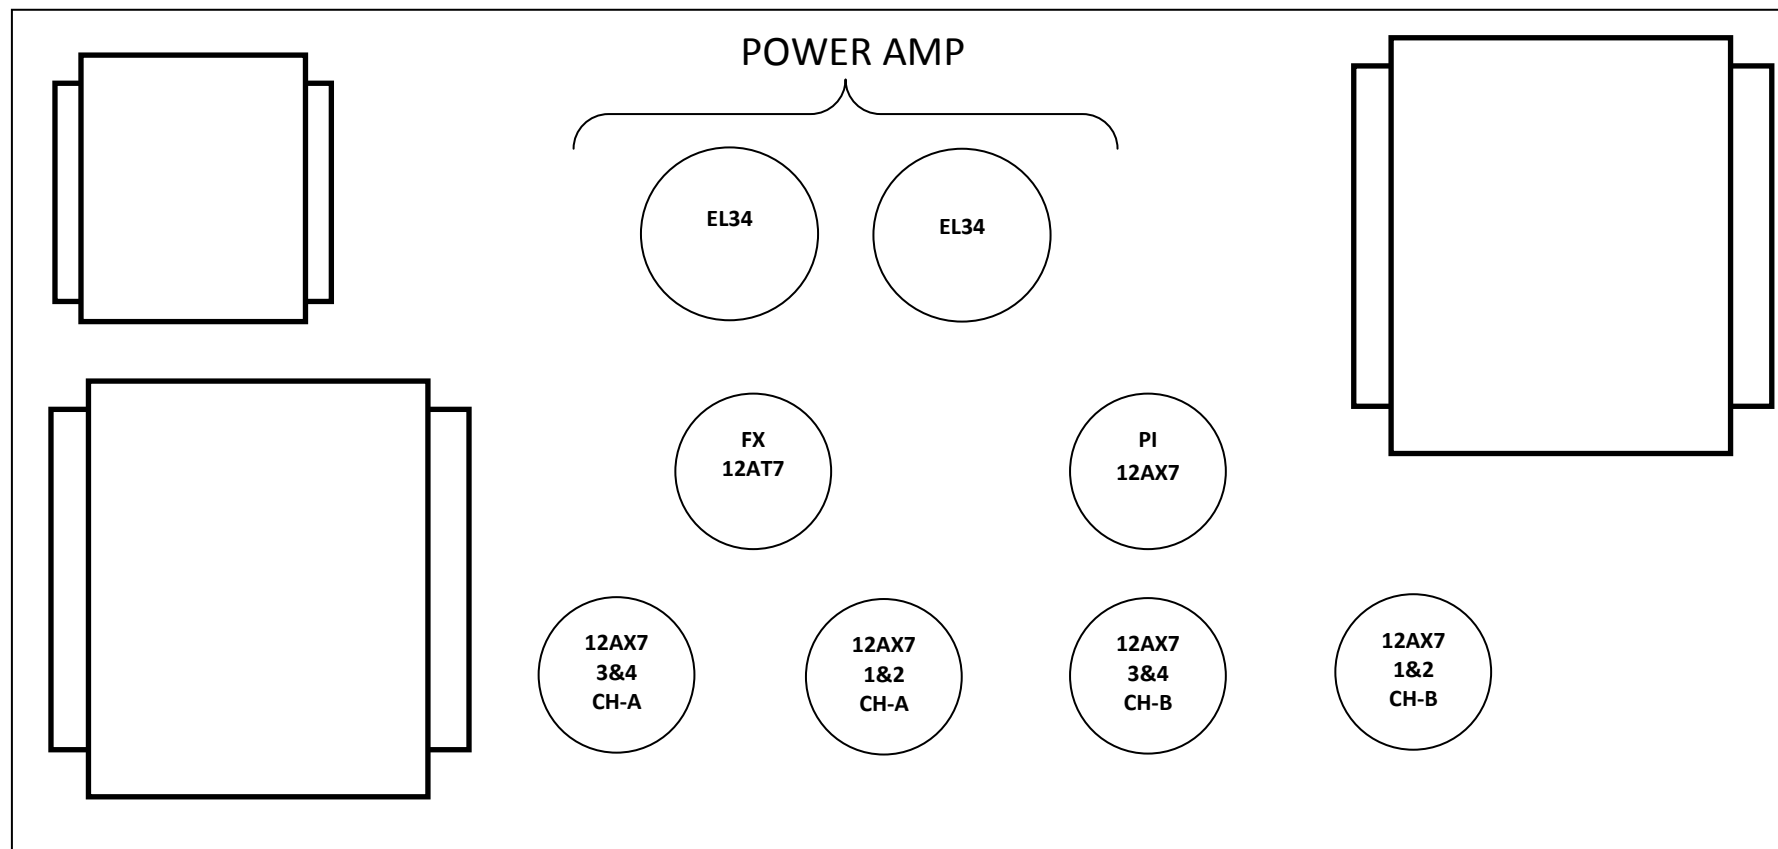 POWER AMP
EL34
EL34
FX
12AT7
PI
12AX7
12AX7
3&4
CH-A
12AX7
1&2
CH-A
12AX7
3&4
CH-B
12AX7
1&2
CH-B